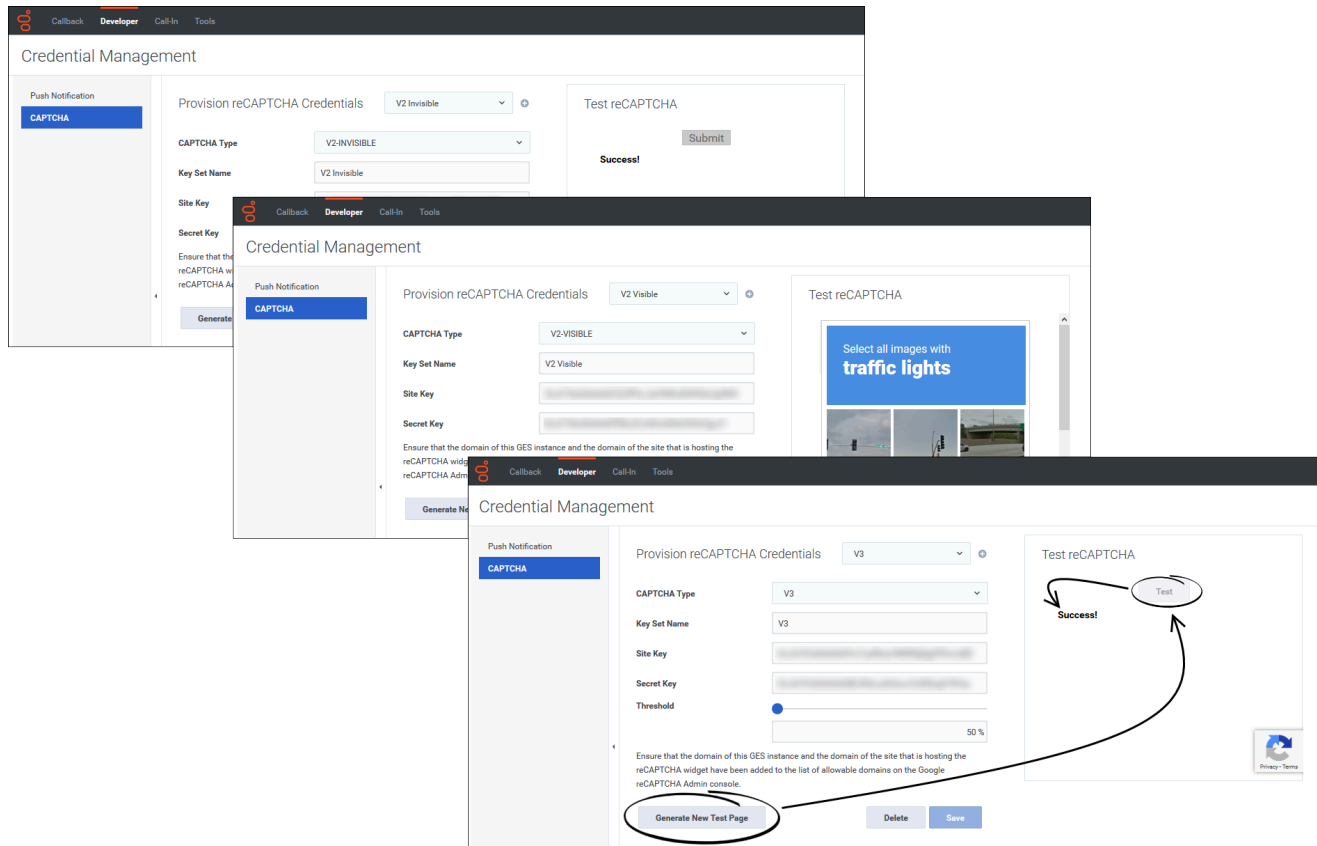 Callback Developer Call-In Tools
Credential Management
Push Notification
CAPTCHA
Provision reCAPTCHA Credentials V2 Invisible
CAPTCHA Type V2-INVISIBLE
Key Set Name V2 Invisible
Site Key
Secret Key
Ensure that the
reCAPTCHA wi
reCAPTCHA Ad
Generate
Test reCAPTCHA
Submit
Success!
Callback Developer Call-In Tools
Credential Management
Push Notification
CAPTCHA
Provision reCAPTCHA Credentials V2 Visible
CAPTCHA Type V2-VISIBLE
Key Set Name V2 Visible
Site Key
Secret Key
Ensure that the domain of this GES instance and the domain of the site that is hosting the
reCAPTCHA widg
reCAPTCHA Adm
Generate Ne
Test reCAPTCHA
Select all images with
traffic lights
Callback Developer Call-In Tools
Credential Management
Push Notification
CAPTCHA
Provision reCAPTCHA Credentials V3
CAPTCHA Type V3
Key Set Name V3
Site Key
Secret Key
Threshold
50 %
Ensure that the domain of this GES instance and the domain of the site that is hosting the
reCAPTCHA widget have been added to the list of allowable domains on the Google
reCAPTCHA Admin console.
Generate New Test Page Delete Save
Test reCAPTCHA
Test
Success!
Privacy - Terms